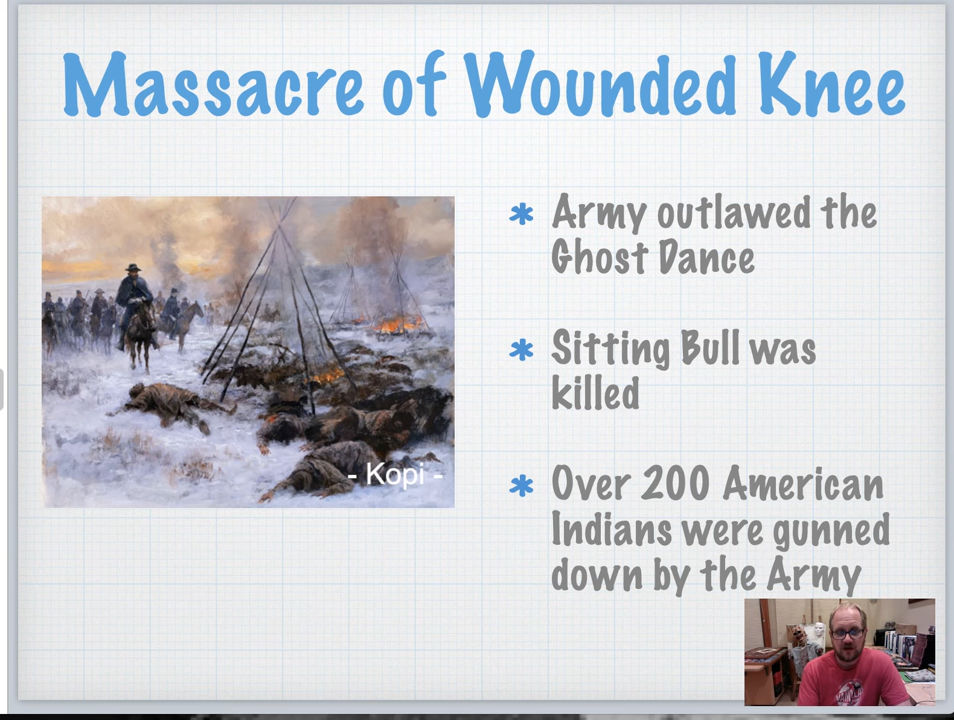 Massacre of Wounded Knee
* Army outlawed the
Ghost Dance
* Sitting Bull was
killed
* Over 200 American
Indians were gunned
down by the Army
- Kopi -